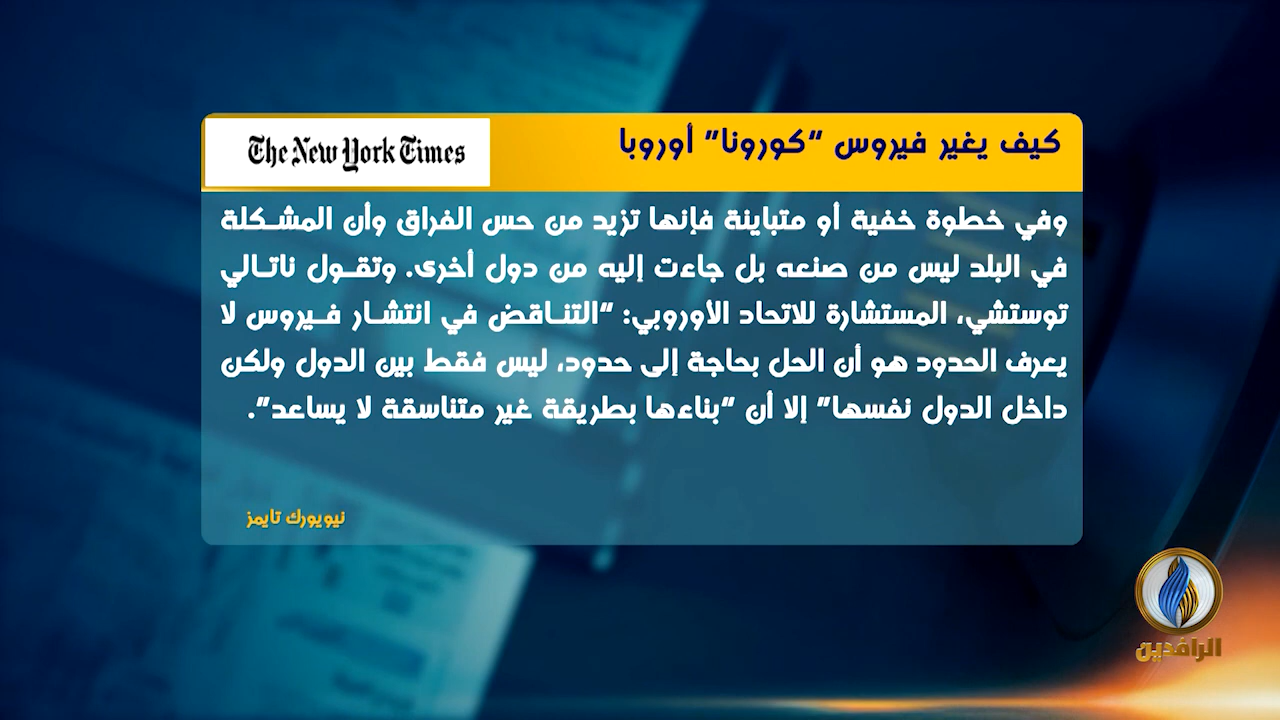 كيف يغير فيروس “كورونا” أوروبا
The New York Times
وفي خطوة خفية أو متباينة فإنها تزيد من حس الفراق وأن المشكلة
في البلد ليس من صنعه بل جاءت إليه من دول أخرى. وتقول ناتالي
توستشي، المستشارة للاتحاد الأوروبي: “التناقض في انتشار فيروس لا
يعرف الحدود هو أن الحل بحاجة إلى حدود، ليس فقط بين الدول ولكن
داخل الدول نفسها” إلا أن “بناءها بطريقة غير متناسقة لا يساعد”.
نيويورك تايمز
الرافدين